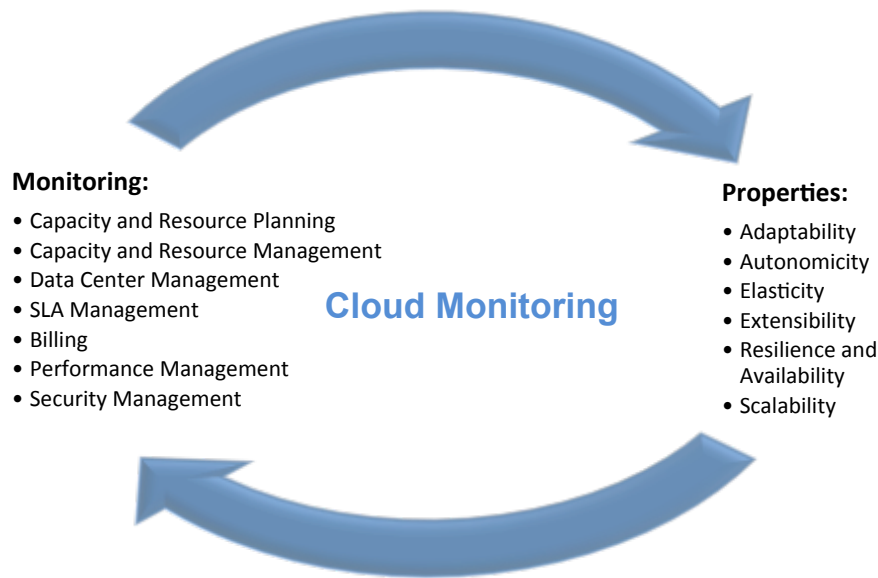 Monitoring:
• Capacity and Resource Planning
• Capacity and Resource Management
• Data Center Management
• SLA Management
• Billing
• Performance Management
• Security Management
Cloud Monitoring
Properties:
• Adaptability
• Autonomicity
• Elasticity
• Extensibility
• Resilience and
Availability
• Scalability